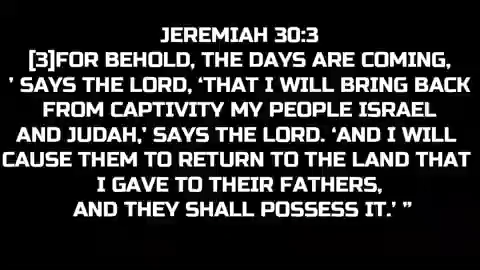 JEREMIAH 30:3
[3]FOR BEHOLD, THE DAYS ARE COMING,
’ SAYS THE LORD, ‘THAT I WILL BRING BACK
FROM CAPTIVITY MY PEOPLE ISRAEL
AND JUDAH,’ SAYS THE LORD. ‘AND I WILL
CAUSE THEM TO RETURN TO THE LAND THAT
I GAVE TO THEIR FATHERS,
AND THEY SHALL POSSESS IT.’ ”